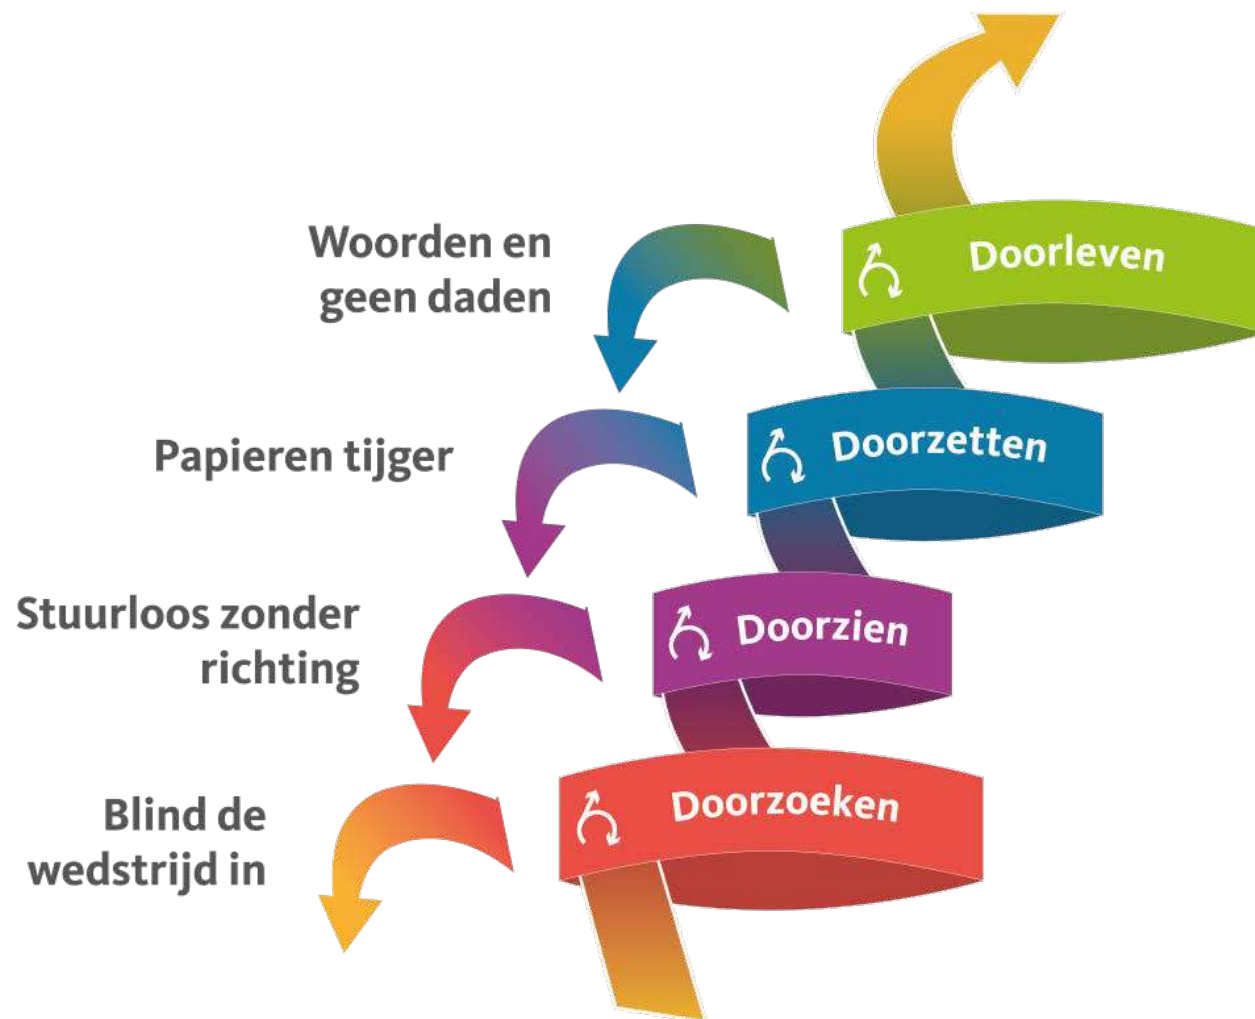 Woorden en
geen daden
Doorleven
Papieren tijger
Doorzetten
Stuurloos zonder
richting
Doorzien
Blind de
wedstrijd in
Doorzoeken